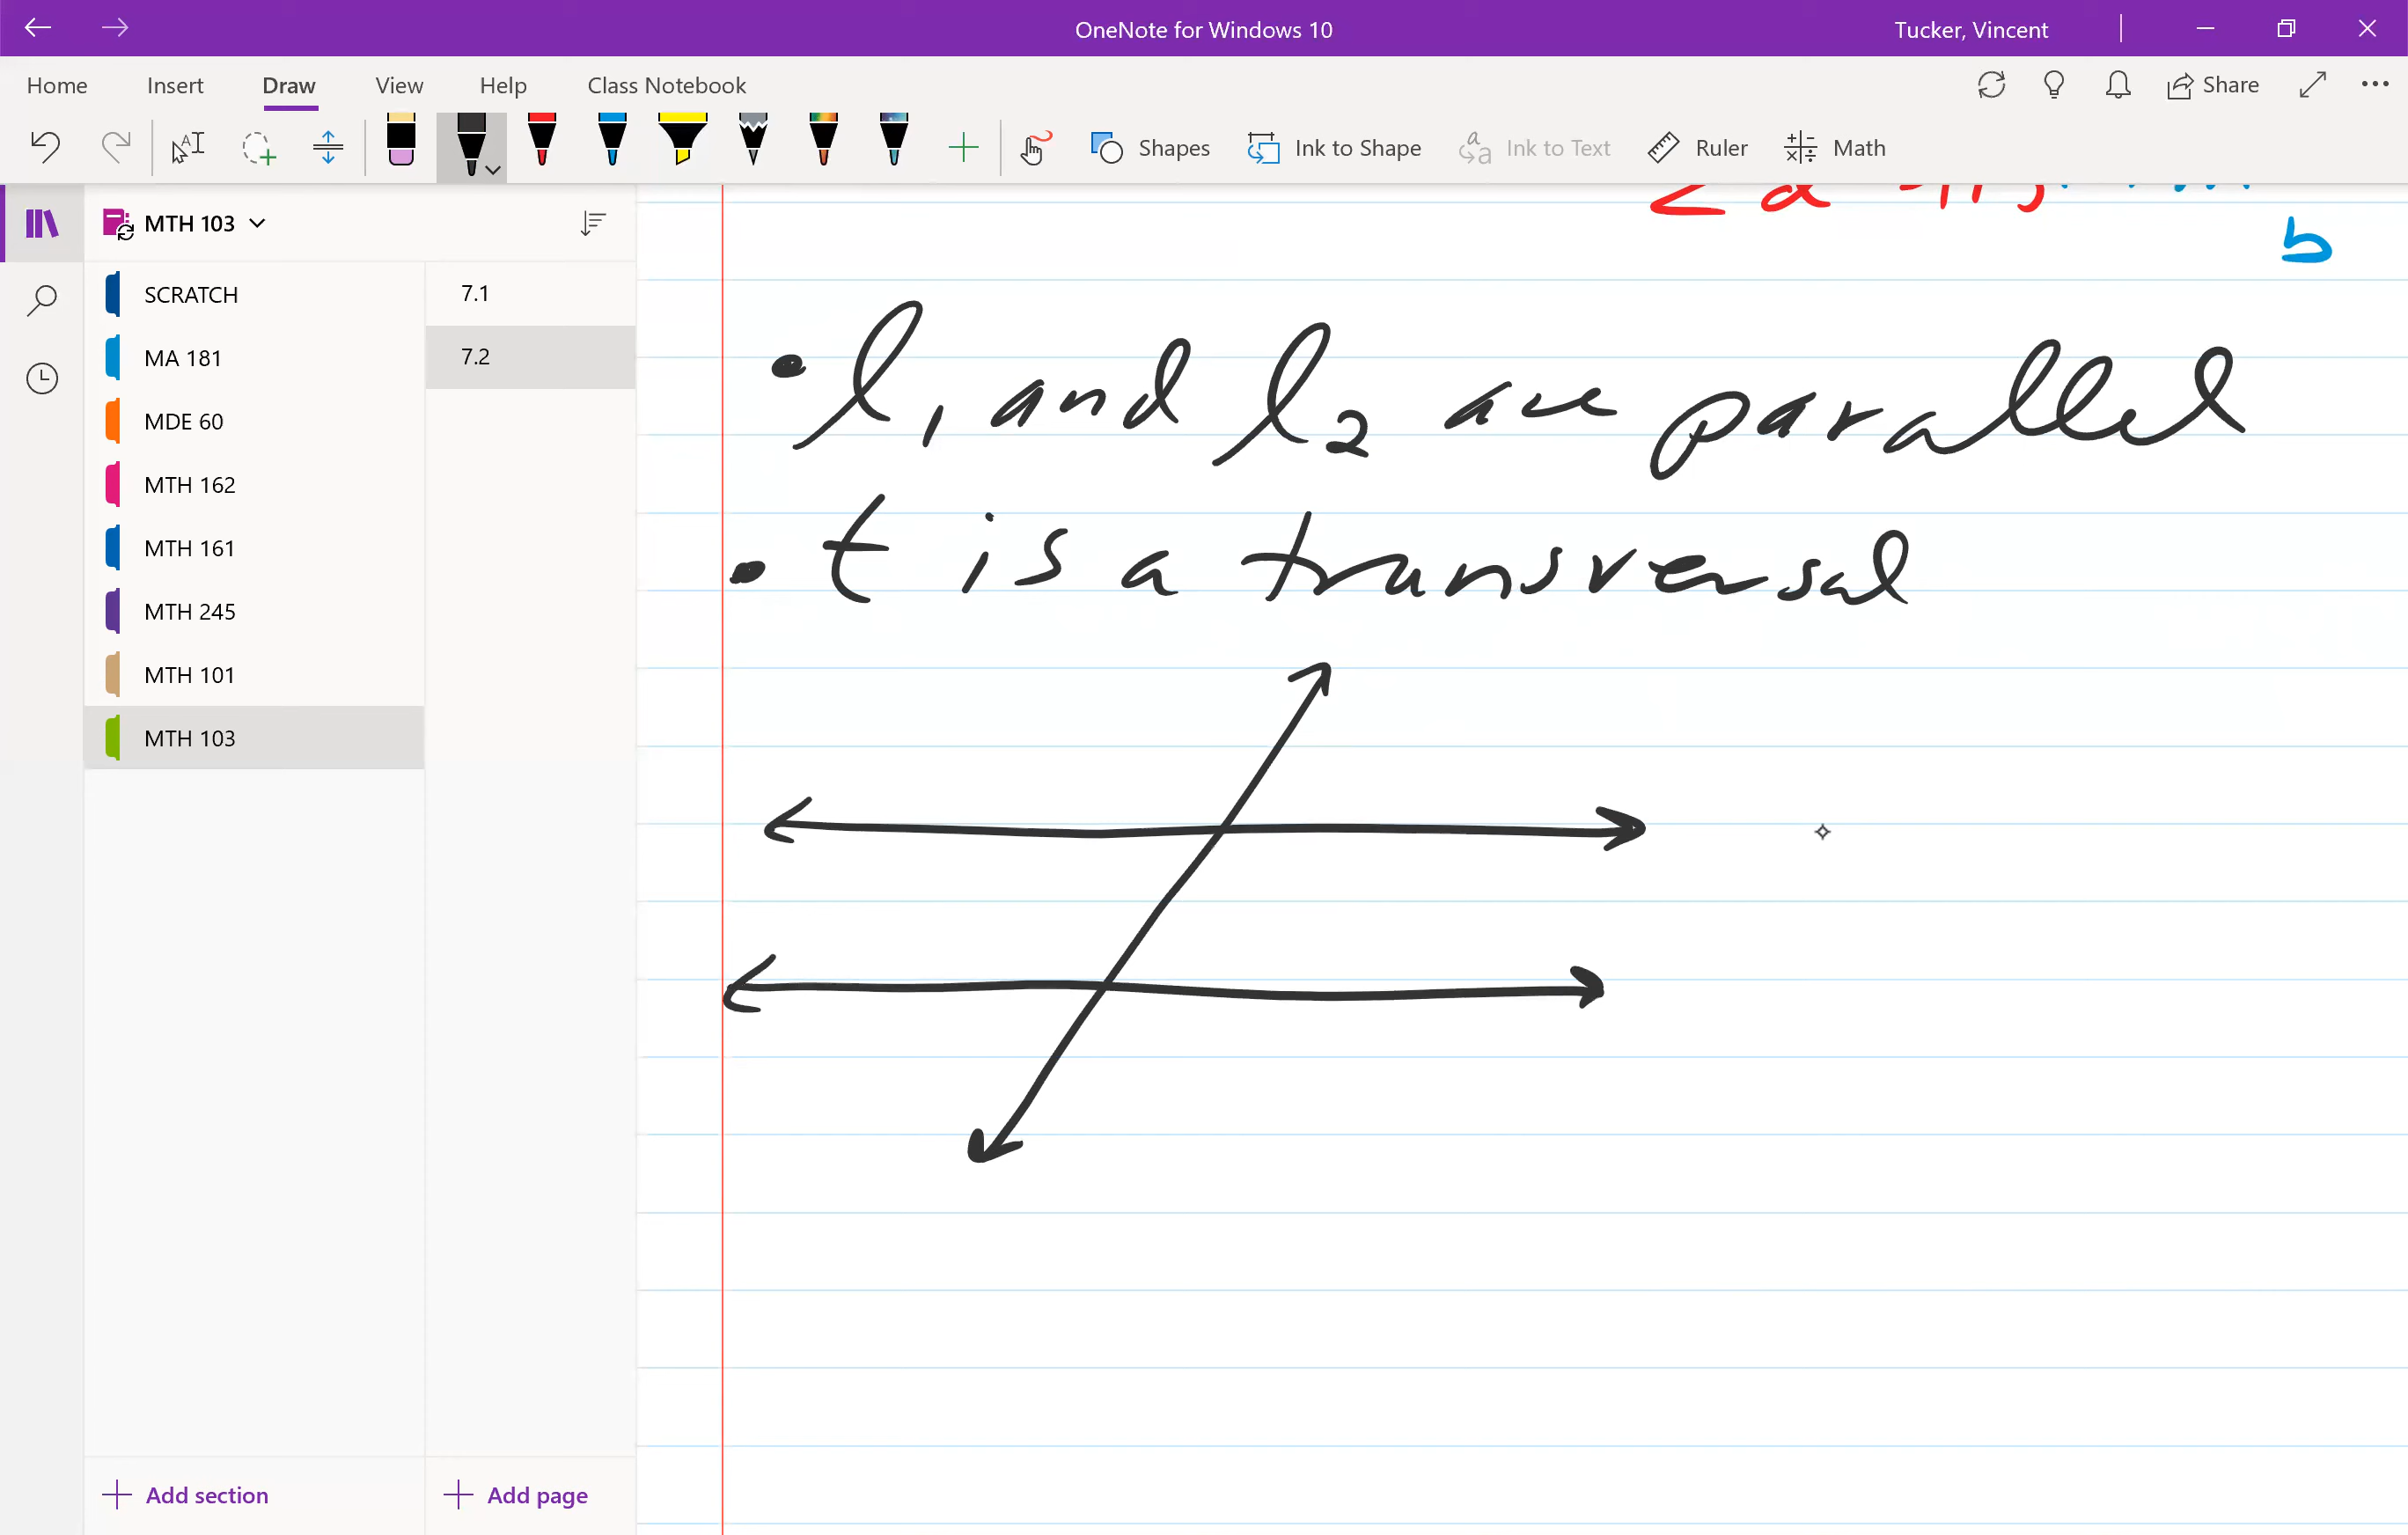 OneNote for Windows 10
Tucker, Vincent
Home Insert Draw View Help Class Notebook
Share
Shapes Ink to Shape Ink to Text Ruler Math
MTH 103
SCRATCH
MA 181
MDE 60
MTH 162
MTH 161
MTH 245
MTH 101
MTH 103
7.1
7.2
Add section
Add page
b
• l₁ and l₂ are parallel
• t is a transversal